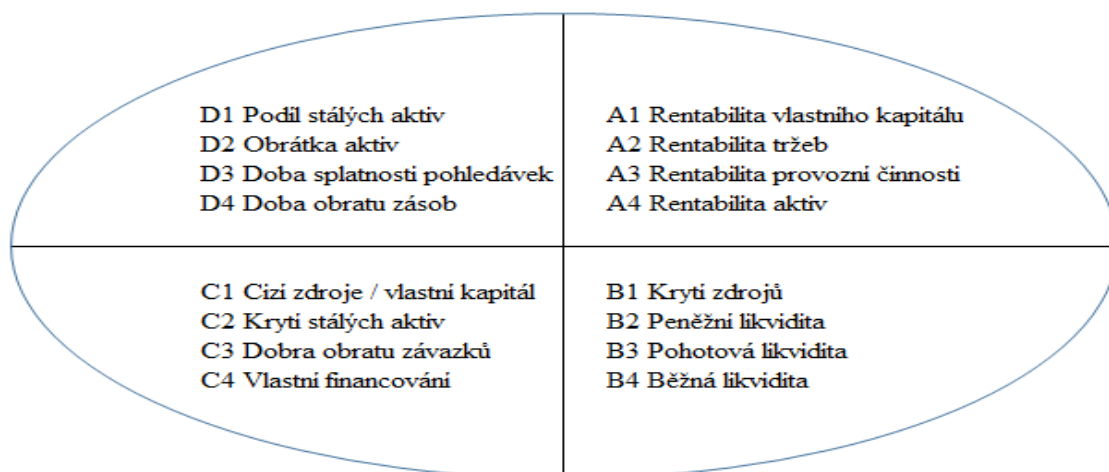 D1 Podíl stálých aktiv
D2 Obrátka aktiv
D3 Doba splatnosti pohledávek
D4 Doba obratu zásob
A1 Rentabilita vlastního kapitálu
A2 Rentabilita tržeb
A3 Rentabilita provozní činnosti
A4 Rentabilita aktiv
C1 Cizí zdroje / vlastní kapitál
C2 Krytí stálých aktiv
C3 Dobra obratu závazků
C4 Vlastní financování
B1 Krytí zdrojů
B2 Peněžní likvidita
B3 Pohotová likvidita
B4 Běžná likvidita